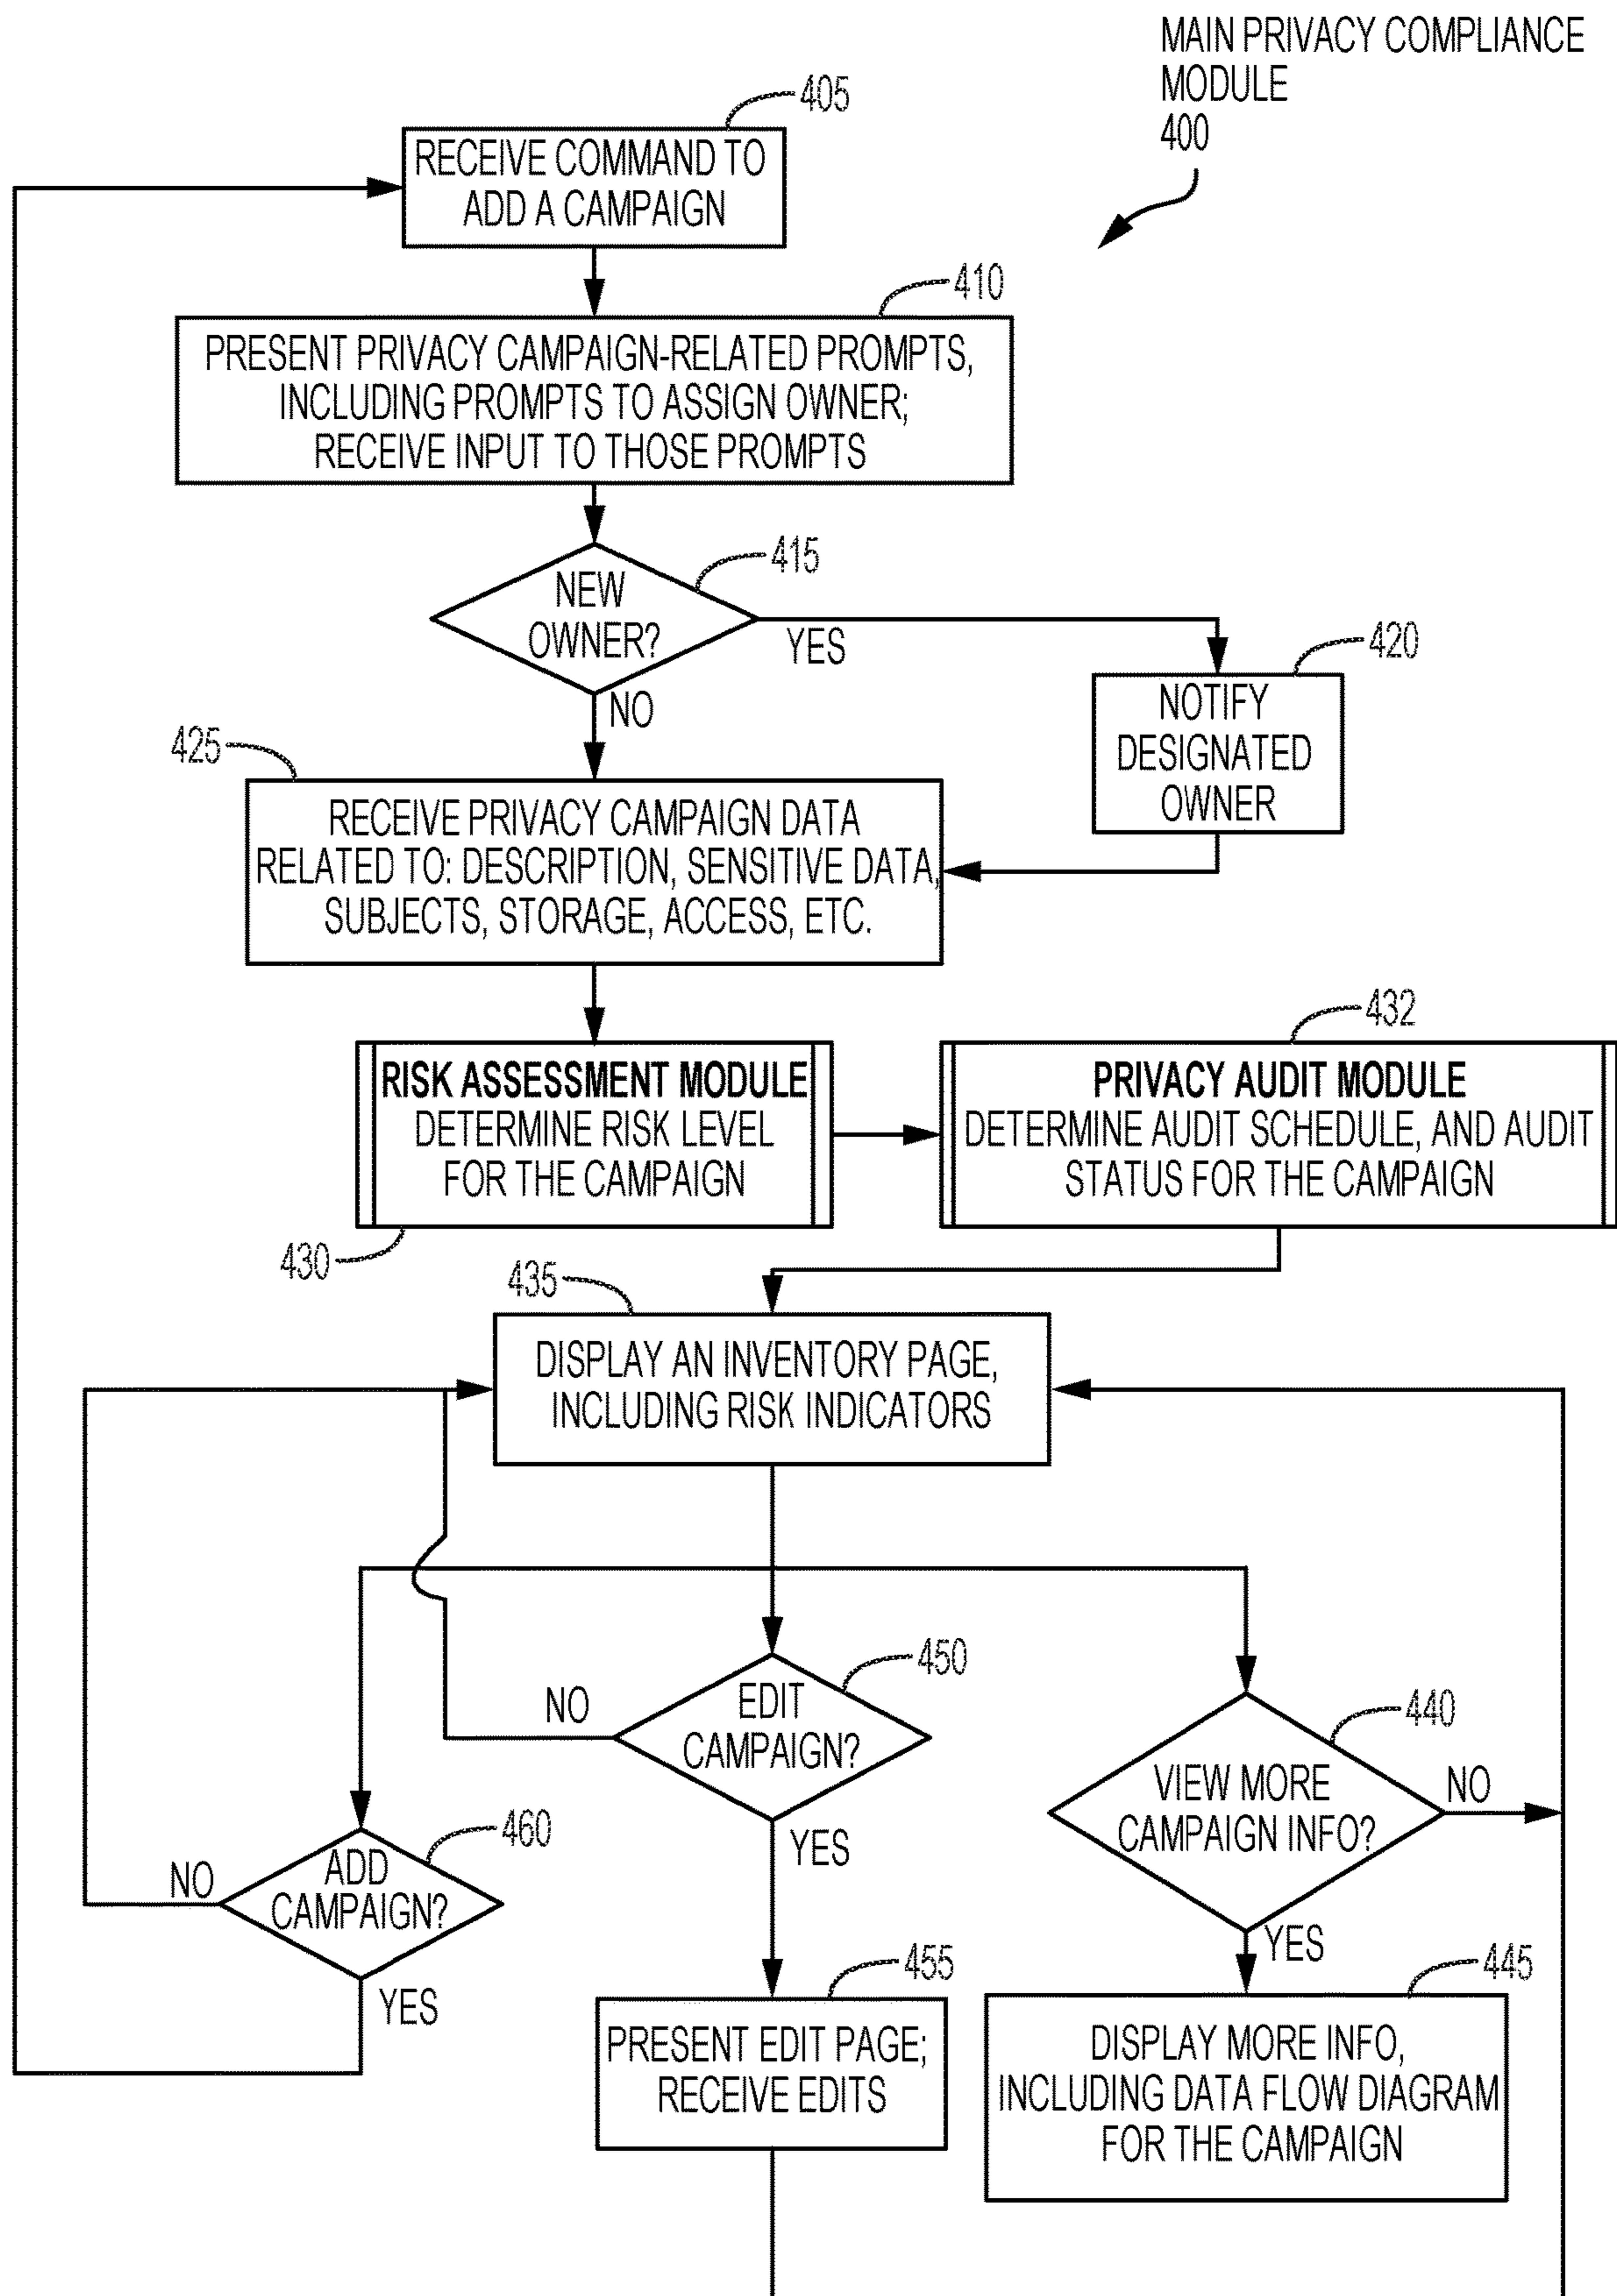 MAIN PRIVACY COMPLIANCE
MODULE
400
405
RECEIVE COMMAND TO
ADD A CAMPAIGN
410
PRESENT PRIVACY CAMPAIGN-RELATED PROMPTS,
INCLUDING PROMPTS TO ASSIGN OWNER;
RECEIVE INPUT TO THOSE PROMPTS
415
NEW
OWNER?
YES
NO
420
NOTIFY
DESIGNATED
OWNER
425
RECEIVE PRIVACY CAMPAIGN DATA
RELATED TO: DESCRIPTION, SENSITIVE DATA,
SUBJECTS, STORAGE, ACCESS, ETC.
RISK ASSESSMENT MODULE
DETERMINE RISK LEVEL
FOR THE CAMPAIGN
430
432
PRIVACY AUDIT MODULE
DETERMINE AUDIT SCHEDULE, AND AUDIT
STATUS FOR THE CAMPAIGN
435
DISPLAY AN INVENTORY PAGE,
INCLUDING RISK INDICATORS
450
EDIT
CAMPAIGN?
NO
YES
440
VIEW MORE
CAMPAIGN INFO?
NO
YES
460
ADD
CAMPAIGN?
NO
YES
455
PRESENT EDIT PAGE;
RECEIVE EDITS
445
DISPLAY MORE INFO,
INCLUDING DATA FLOW DIAGRAM
FOR THE CAMPAIGN